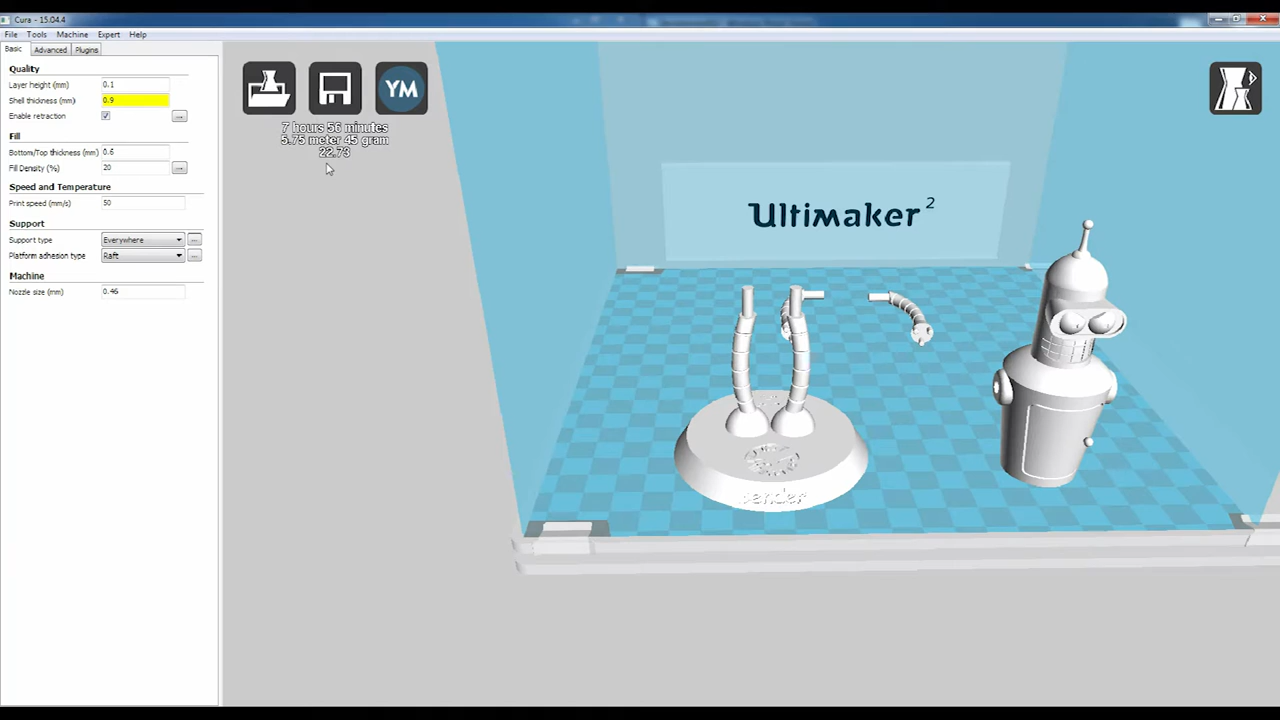 Cura - 15.04.4
File Tools Machine Expert Help
Basic Advanced Plugins
Quality
Layer height (mm) 0.1
Shell thickness (mm) 0.9
Enable retraction ...
Fill
Bottom/Top thickness (mm) 0.6
Fill Density (%) 20 ...
Speed and Temperature
Print speed (mm/s) 50
Support
Support type Everywhere ...
Platform adhesion type Raft ...
Machine
Nozzle size (mm) 0.46
YM
7 hours 56 minutes
5.75 meter 45 gram
22.73
Ultimaker 2
Bender